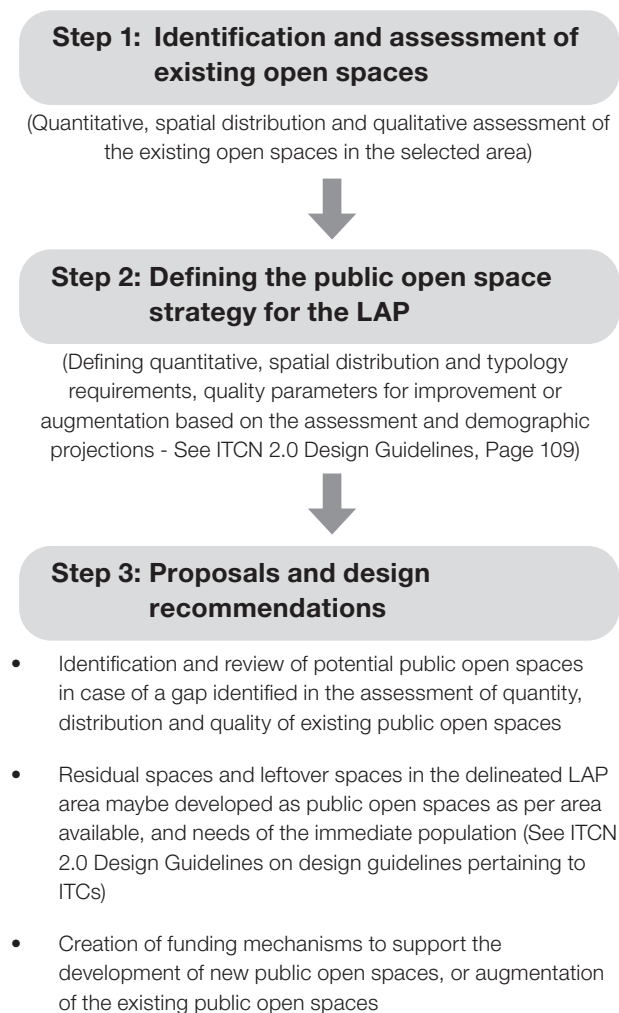 Step 1: Identification and assessment of
existing open spaces
(Quantitative, spatial distribution and qualitative assessment of
the existing open spaces in the selected area)
Step 2: Defining the public open space
strategy for the LAP
(Defining quantitative, spatial distribution and typology
requirements, quality parameters for improvement or
augmentation based on the assessment and demographic
projections - See ITCN 2.0 Design Guidelines, Page 109)
Step 3: Proposals and design
recommendations
• Identification and review of potential public open spaces
in case of a gap identified in the assessment of quantity,
distribution and quality of existing public open spaces
• Residual spaces and leftover spaces in the delineated LAP
area maybe developed as public open spaces as per area
available, and needs of the immediate population (See ITCN
2.0 Design Guidelines on design guidelines pertaining to
ITCs)
• Creation of funding mechanisms to support the
development of new public open spaces, or augmentation
of the existing public open spaces